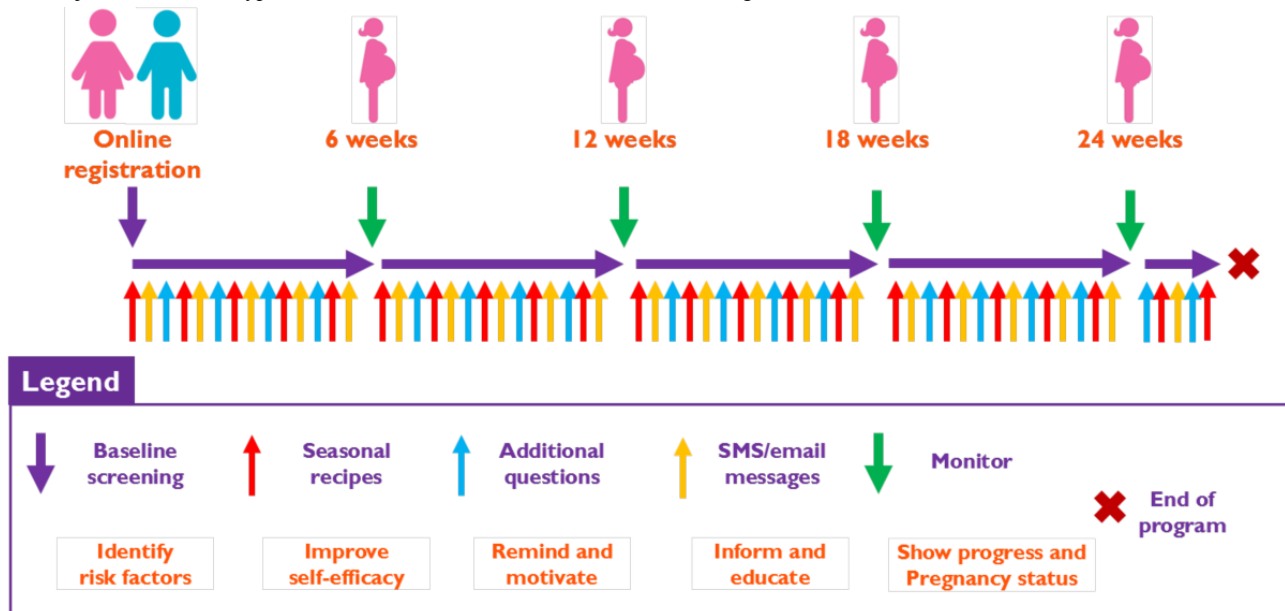 Online
registration
6 weeks
12 weeks
18 weeks
24 weeks
Legend
Baseline
screening
Seasonal
recipes
Additional
questions
SMS/email
messages
Monitor
End of
program
Identify
risk factors
Improve
self-efficacy
Remind and
motivate
Inform and
educate
Show progress and
Pregnancy status